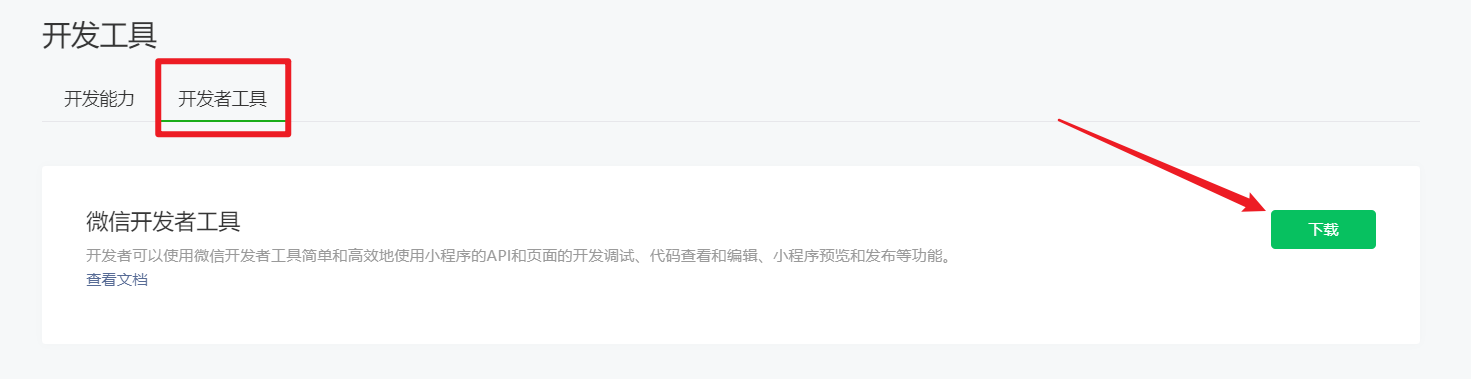 开发工具
开发能力 开发者工具
微信开发者工具
下载
开发者可以使用微信开发者工具简单和高效地使用小程序的API和页面的开发调试、代码查看和编辑、小程序预览和发布等功能。
查看文档